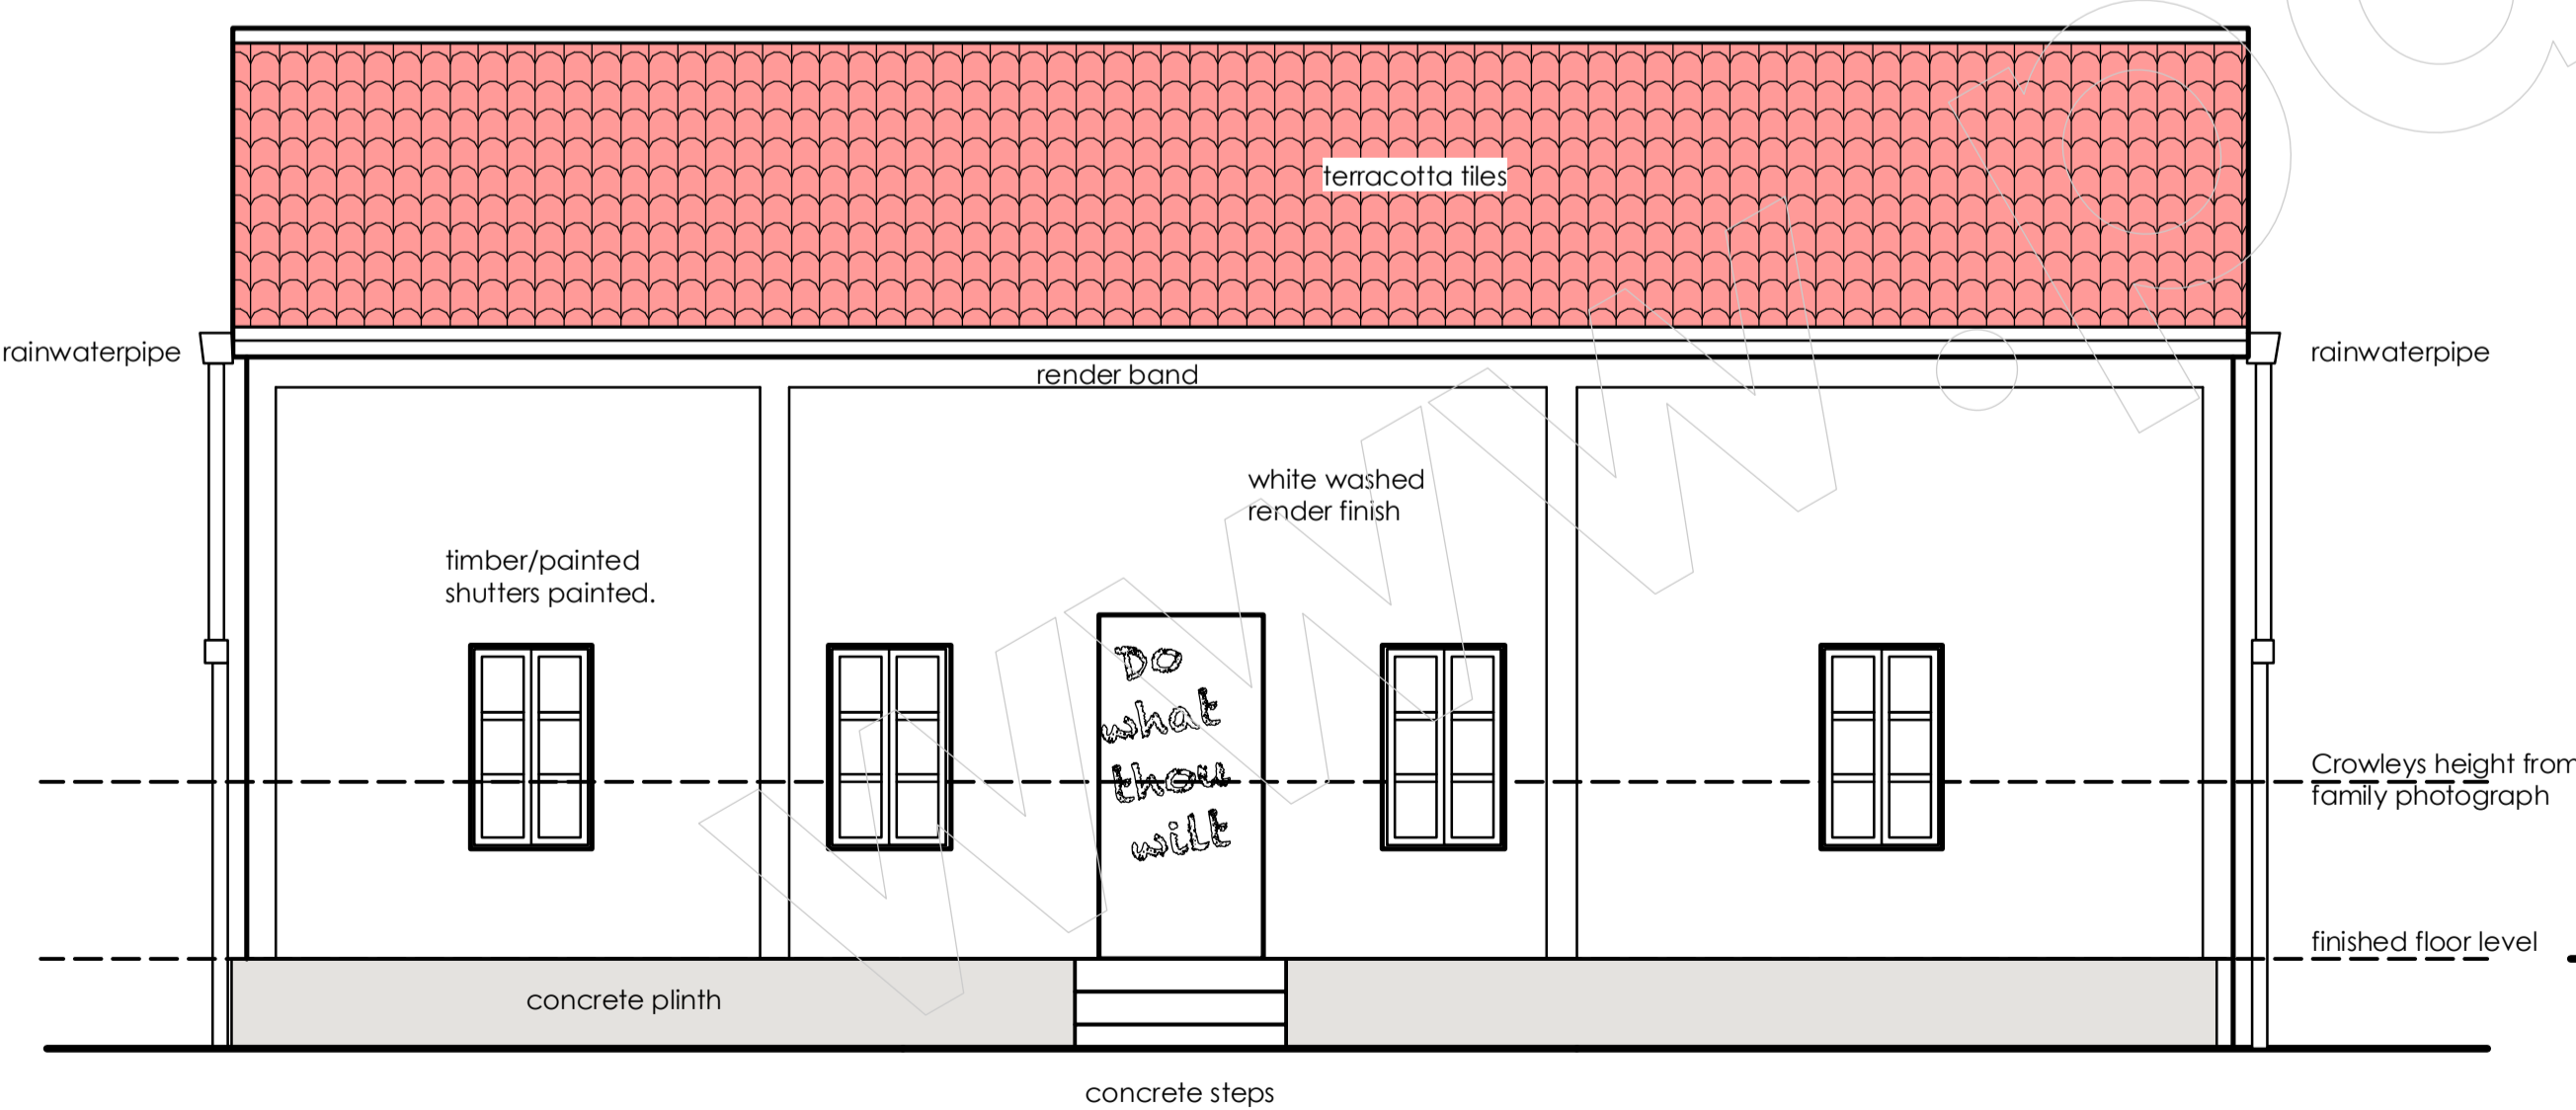 terracotta tiles
rainwaterpipe
rainwaterpipe
render band
white washed
render finish
timber/painted
shutters painted.
Do
what
thou
wilt
Crowleys height from
family photograph
finished floor level
concrete plinth
concrete steps
www.